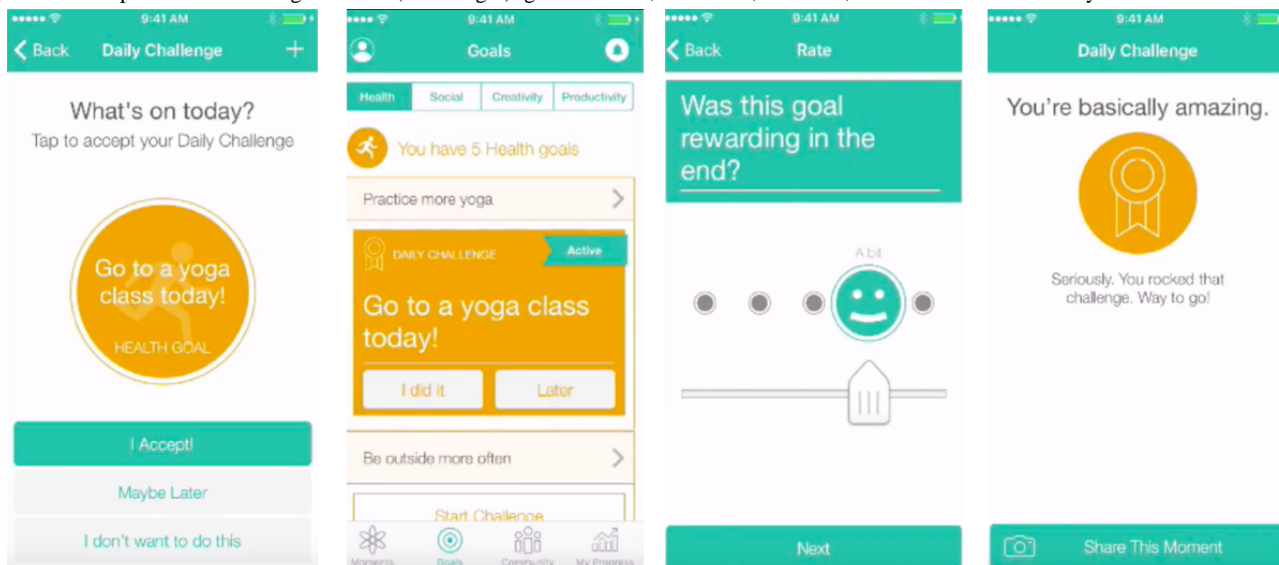 9:41 AM
Back Daily Challenge +
What's on today?
Tap to accept your Daily Challenge
Go to a yoga
class today!
HEALTH GOAL
I Accept!
Maybe Later
I don't want to do this
9:41 AM
Goals
Health Social Creativity Productivity
You have 5 Health goals
Practice more yoga
DAILY CHALLENGE Active
Go to a yoga class
today!
I did it Later
Be outside more often
Start Challenge
Moments Goals Community My Progress
9:41 AM
Back Rate
Was this goal
rewarding in the
end?
A bit
Next
9:41 AM
Daily Challenge
You're basically amazing.
Seriously. You rocked that
challenge. Way to go!
Share This Moment